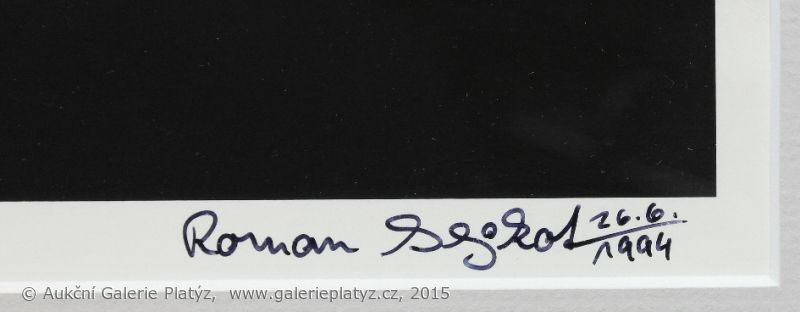 Roman Sejkot 26.6.
1994
© Aukční Galerie Platýz, www.galerieplatyz.cz, 2015